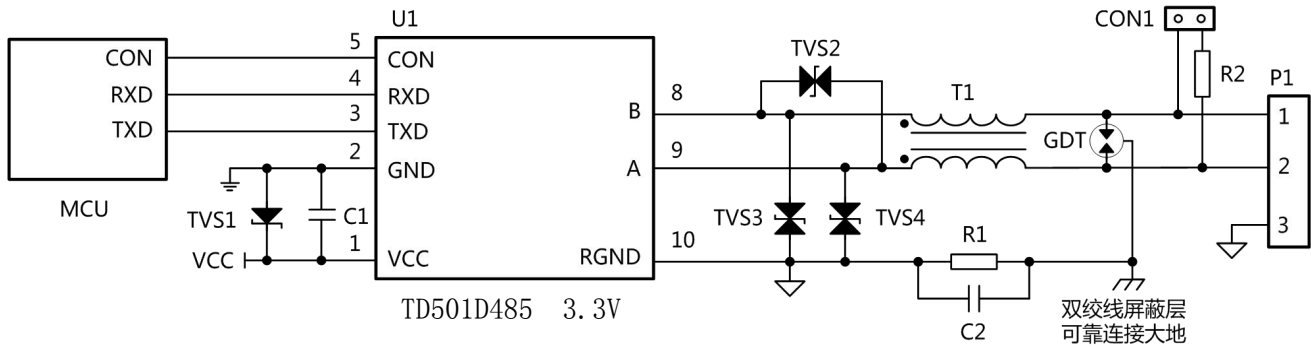 U1
CON1
MCU
CON
RXD
TXD
5
4
3
2
1
CON
RXD
TXD
GND
VCC
B
A
RGND
8
9
10
TVS1
C1
VCC
TVS2
TVS3
TVS4
T1
GDT
R2
P1
1
2
3
R1
C2
TD501D485 3.3V
双绞线屏蔽层
可靠连接大地